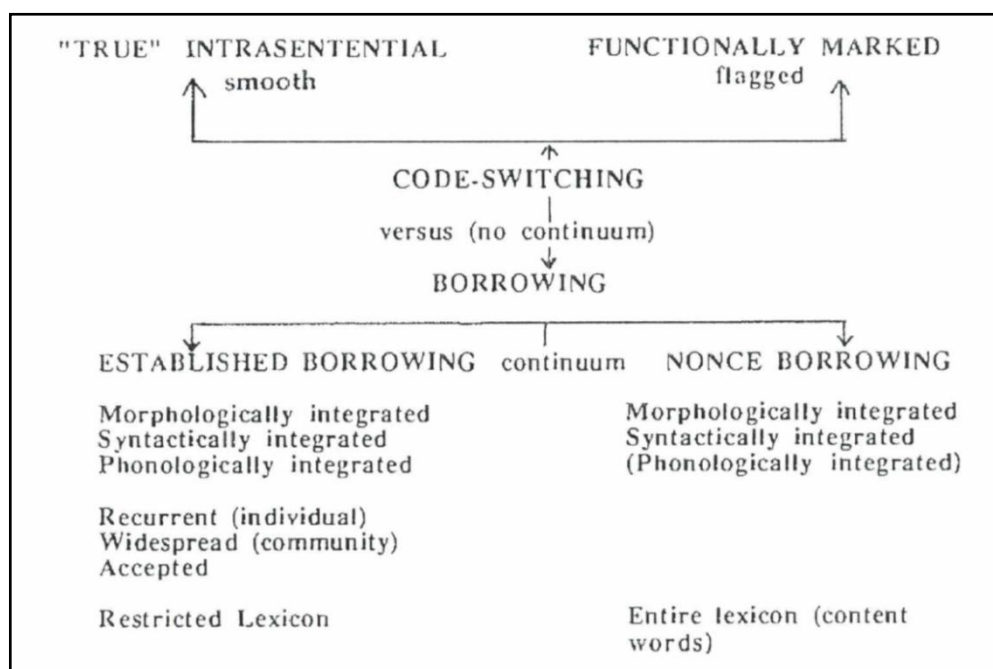 "TRUE" INTRASENTENTIAL FUNCTIONALLY MARKED
smooth flagged
CODE-SWITCHING
versus (no continuum)
BORROWING
ESTABLISHED BORROWING continuum NONCE BORROWING
Morphologically integrated Morphologically integrated
Syntactically integrated Syntactically integrated
Phonologically integrated (Phonologically integrated)
Recurrent (individual)
Widespread (community)
Accepted
Restricted Lexicon Entire lexicon (content
words)